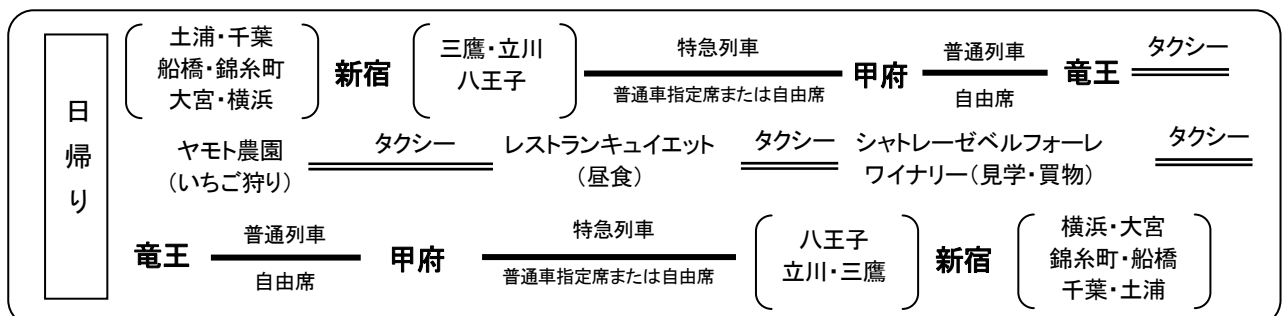 日帰り
土浦・千葉
船橋・錦糸町
大宮・横浜
新宿
三鷹・立川
八王子
特急列車
普通車指定席または自由席
甲府
普通列車
自由席
竜王
タクシー
ヤモト農園
(いちご狩り)
タクシー
レストランキュイエット
(昼食)
タクシー
シャトレーゼベルフォーレ
ワイナリー(見学・買物)
タクシー
竜王
普通列車
自由席
甲府
特急列車
普通車指定席または自由席
八王子
立川・三鷹
新宿
横浜・大宮
錦糸町・船橋
千葉・土浦